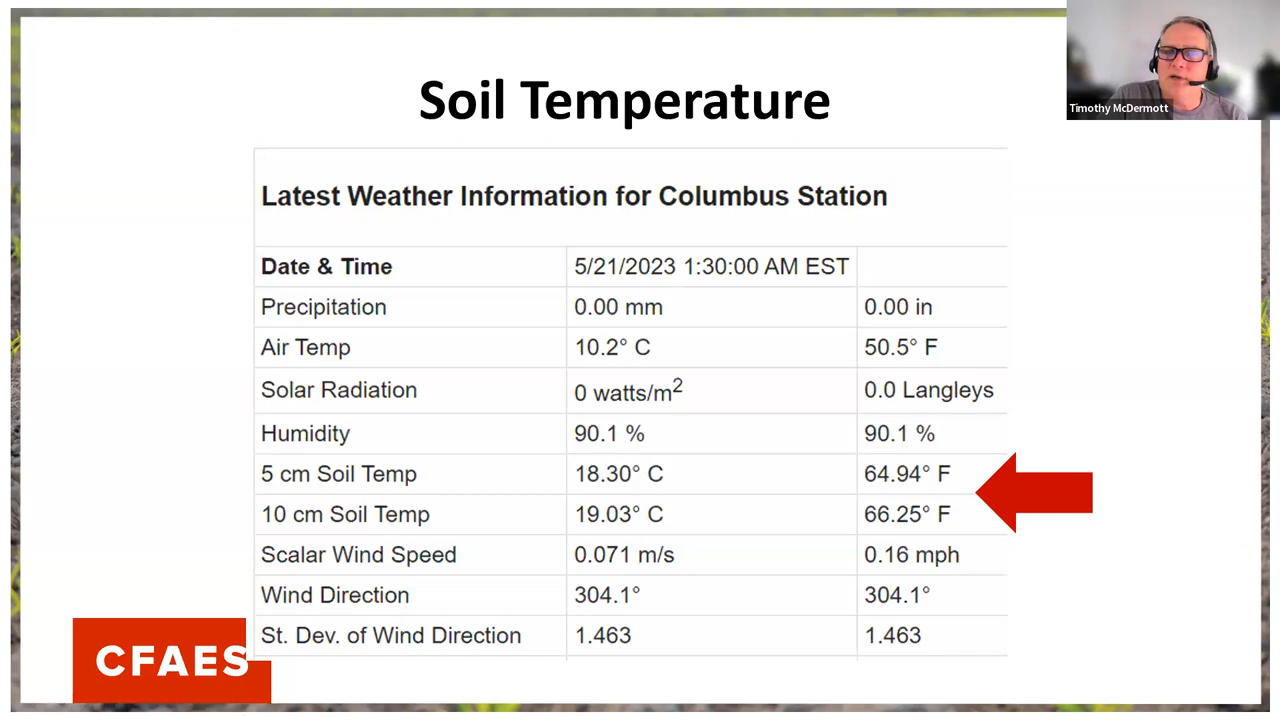 Soil Temperature
Timothy McDermott
Latest Weather Information for Columbus Station
Date & Time 5/21/2023 1:30:00 AM EST
Precipitation 0.00 mm 0.00 in
Air Temp 10.2° C 50.5° F
Solar Radiation 0 watts/m2 0.0 Langleys
Humidity 90.1 % 90.1 %
5 cm Soil Temp 18.30° C 64.94° F
10 cm Soil Temp 19.03° C 66.25° F
Scalar Wind Speed 0.071 m/s 0.16 mph
Wind Direction 304.1° 304.1°
St. Dev. of Wind Direction 1.463 1.463
CFAES